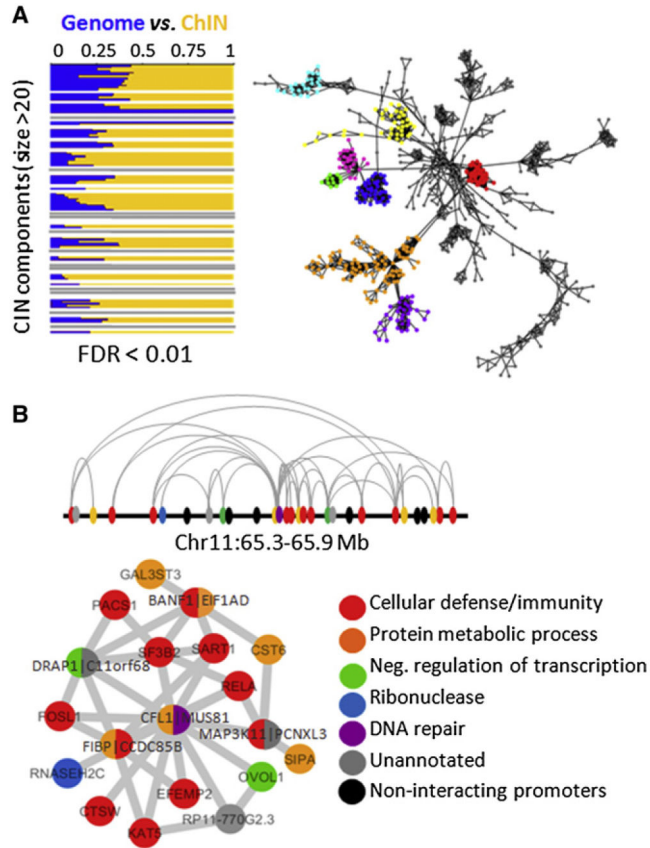 A
Genome vs. ChIN
0 0.25 0.5 0.75 1
CIN components(size >20)
FDR < 0.01
B
Chr11:65.3-65.9 Mb
GAL3ST3
PACS1
BANF1|EIF1AD
SF3B2
SART1
DRAP1|C11orf68
CST6
RELA
FOSL1
CFL1|MUS81
MAP3K11|PCNXL3
FIBP|CCDC85B
SIPA
RNASEH2C
OVOL1
EFEMP2
CTSW
RP11-770G2.3
KAT5
Cellular defense/immunity
Protein metabolic process
Neg. regulation of transcription
Ribonuclease
DNA repair
Unannotated
Non-interacting promoters